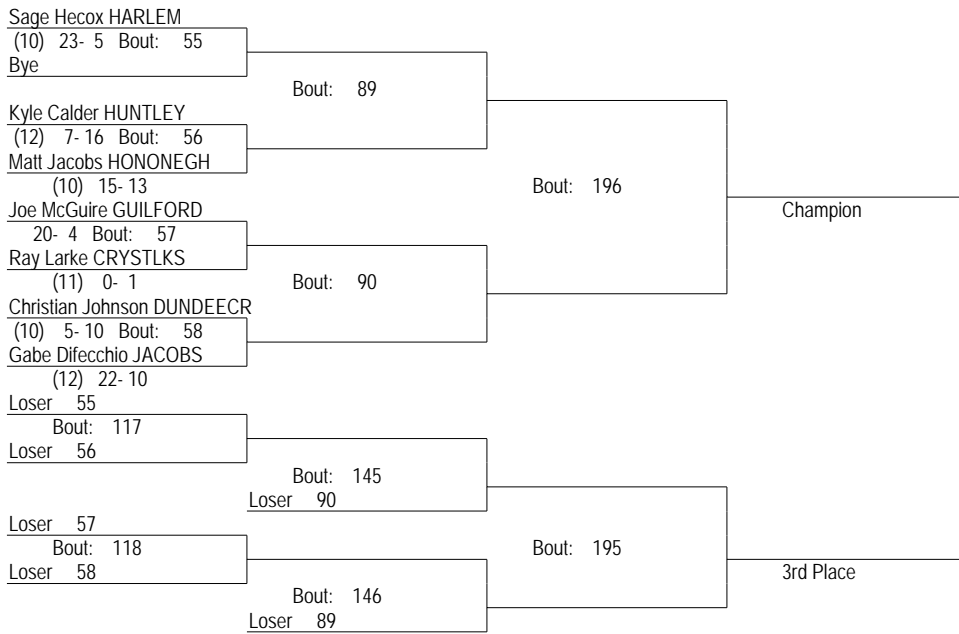 Sage Hecox HARLEM
(10) 23- 5 Bout: 55
Bye
Bout: 89
Kyle Calder HUNTLEY
(12) 7- 16 Bout: 56
Matt Jacobs HONONEGH
(10) 15- 13
Bout: 196
Joe McGuire GUILFORD
Champion
20- 4 Bout: 57
Ray Larke CRYSTLKS
(11) 0- 1
Bout: 90
Christian Johnson DUNDEECR
(10) 5- 10 Bout: 58
Gabe Difecchio JACOBS
(12) 22- 10
Loser 55
Bout: 117
Loser 56
Bout: 145
Loser 90
Loser 57
Bout: 118
Bout: 195
Loser 58
3rd Place
Bout: 146
Loser 89